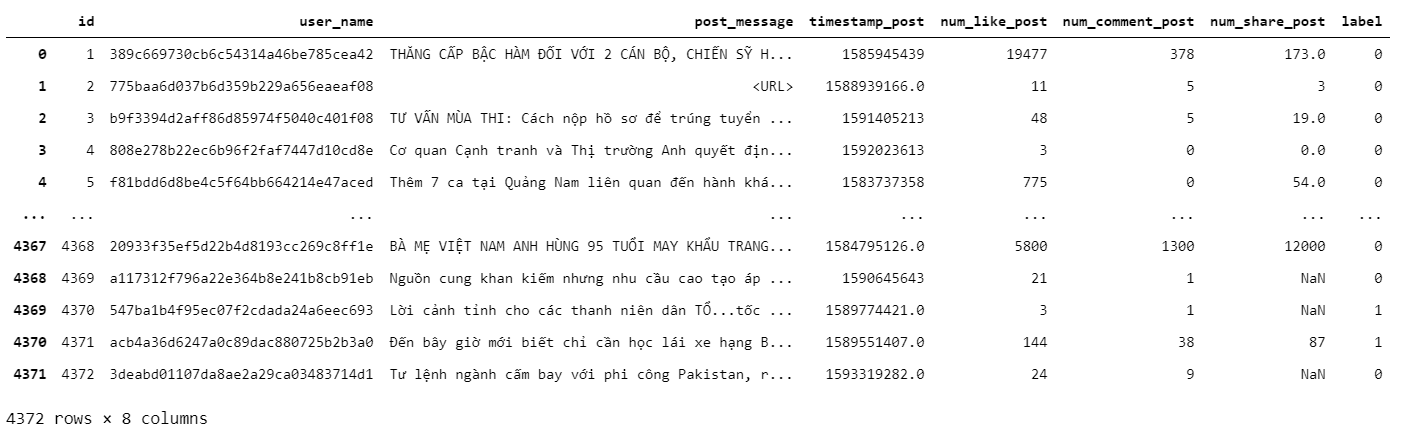 id user_name post_message timestamp_post num_like_post num_comment_post num_share_post label
0 1 389c669730cb6c54314a46be785cea42 THĂNG CẤP BẬC HÀM ĐỐI VỚI 2 CÁN BỘ, CHIẾN SỸ H... 1585945439 19477 378 173.0 0
1 2 775baa6d037b6d359b229a656eaeaf08 <URL> 1588939166.0 11 5 3 0
2 3 b9f3394d2aff86d85974f5040c401f08 TƯ VẤN MÙA THI: Cách nộp hồ sơ để trúng tuyển ... 1591405213 48 5 19.0 0
3 4 808e278b22ec6b96f2faf7447d10cd8e Cơ quan Cạnh tranh và Thị trường Anh quyết địn... 1592023613 3 0 0.0 0
4 5 f81bdd6d8be4c5f64bb664214e47aced Thêm 7 ca tại Quảng Nam liên quan đến hành khá... 1583737358 775 0 54.0 0
... ... ... ... ... ... ... ... ...
4367 4368 20933f35ef5d22b4d8193cc269c8ff1e BÀ MẸ VIỆT NAM ANH HÙNG 95 TUỔI MAY KHẨU TRANG... 1584795126.0 5800 1300 12000 0
4368 4369 a117312f796a22e364b8e241b8cb91eb Nguồn cung khan kiếm nhưng nhu cầu cao tạo áp ... 1590645643 21 1 NaN 0
4369 4370 547ba1b4f95ec07f2cdada24a6eec693 Lời cảnh tỉnh cho các thanh niên dân TỔ...tốc ... 1589774421.0 3 1 NaN 1
4370 4371 acb4a36d6247a0c89dac880725b2b3a0 Đến bây giờ mới biết chỉ cần học lái xe hạng B... 1589551407.0 144 38 87 1
4371 4372 3deabd01107da8ae2a29ca03483714d1 Tư lệnh ngành cấm bay với phi công Pakistan, r... 1593319282.0 24 9 NaN 0
4372 rows × 8 columns